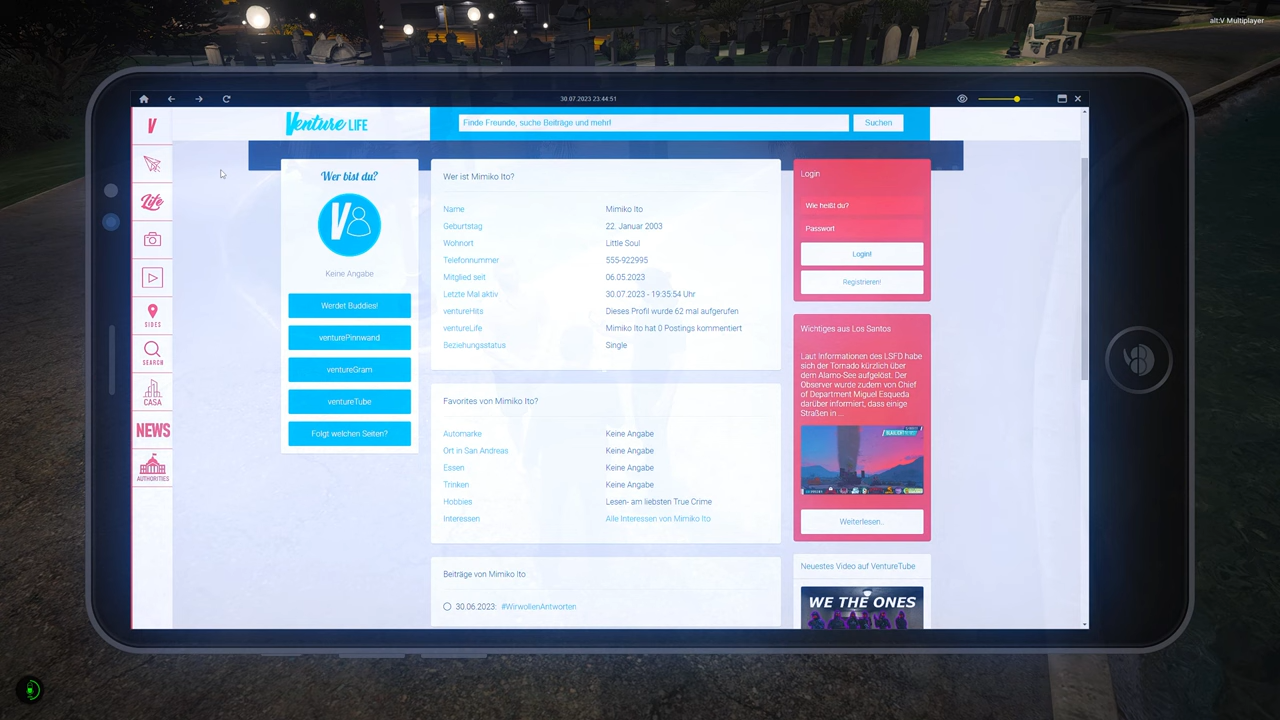 alt:V Multiplayer
30.07.2023 23:44:51
Venture LIFE
Finde Freunde, suche Beiträge und mehr!
Suchen
V
Life
SIDES
SEARCH
CASA
NEWS
AUTHORITIES
Wer bist du?
V
Keine Angabe
Werdet Buddies!
venturePinnwand
ventureGram
ventureTube
Folgt welchen Seiten?
Wer ist Mimiko Ito?
Name Mimiko Ito
Geburtstag 22. Januar 2003
Wohnort Little Soul
Telefonnummer 555-922995
Mitglied seit 06.05.2023
Letzte Mal aktiv 30.07.2023 - 19:35:54 Uhr
ventureHits Dieses Profil wurde 62 mal aufgerufen
ventureLife Mimiko Ito hat 0 Postings kommentiert
Beziehungsstatus Single
Favorites von Mimiko Ito?
Automarke Keine Angabe
Ort in San Andreas Keine Angabe
Essen Keine Angabe
Trinken Keine Angabe
Hobbies Lesen- am liebsten True Crime
Interessen Alle Interessen von Mimiko Ito
Beiträge von Mimiko Ito
30.06.2023: #WirwollenAntworten
Login
Wie heißt du?
Passwort
Login!
Registrieren!
Wichtiges aus Los Santos
Laut Informationen des LSFD habe
sich der Tornado kürzlich über
dem Alamo-See aufgelöst. Der
Observer wurde zudem von Chief
of Department Miguel Esqueda
darüber informiert, dass einige
Straßen in ...
Weiterlesen..
Neuestes Video auf VentureTube
WE THE ONES